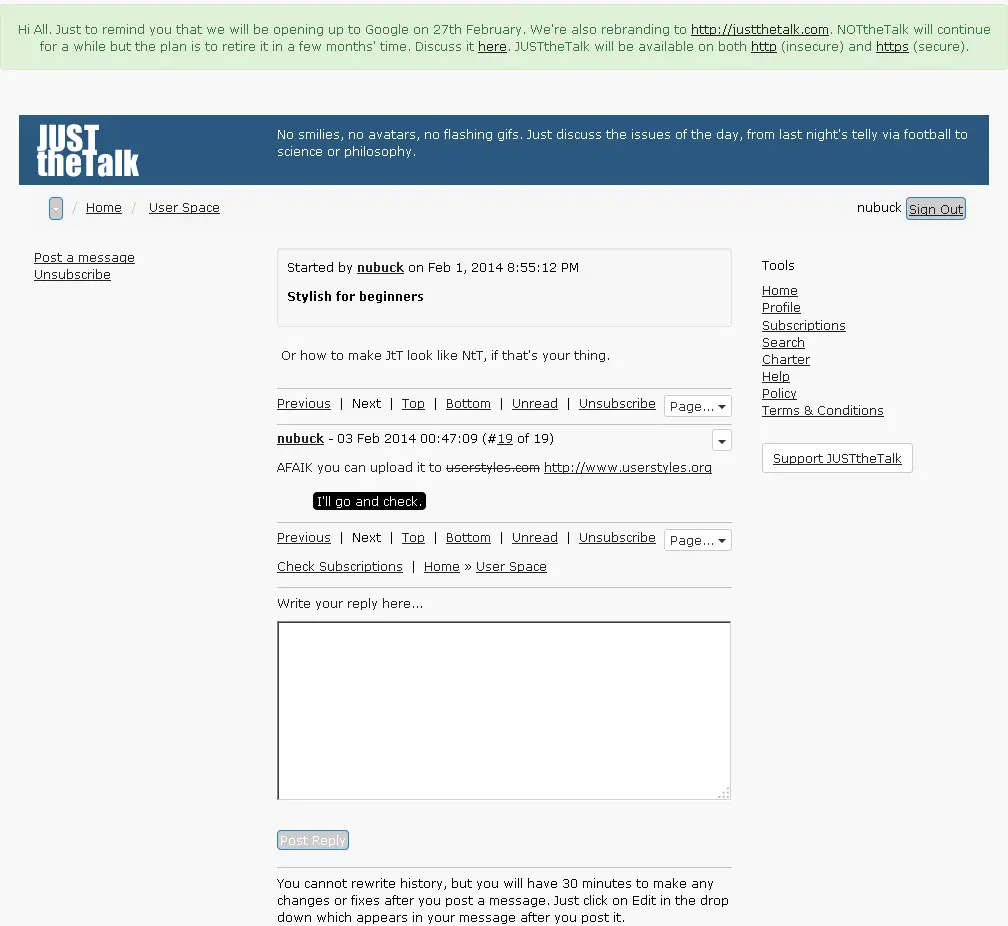 Hi All. Just to remind you that we will be opening up to Google on 27th February. We're also rebranding to http://justthetalk.com. NOTtheTalk will continue
for a while but the plan is to retire it in a few months' time. Discuss it here. JUSTtheTalk will be available on both http (insecure) and https (secure).
JUST
theTalk
No smilies, no avatars, no flashing gifs. Just discuss the issues of the day, from last night's telly via football to
science or philosophy.
/ Home / User Space
nubuck Sign Out
Post a message
Unsubscribe
Started by nubuck on Feb 1, 2014 8:55:12 PM
Stylish for beginners
Or how to make JtT look like NtT, if that's your thing.
Previous | Next | Top | Bottom | Unread | Unsubscribe Page...
nubuck - 03 Feb 2014 00:47:09 (#19 of 19)
AFAIK you can upload it to userstyles.com http://www.userstyles.org
I'll go and check.
Previous | Next | Top | Bottom | Unread | Unsubscribe Page...
Check Subscriptions | Home » User Space
Write your reply here...
Post Reply
You cannot rewrite history, but you will have 30 minutes to make any
changes or fixes after you post a message. Just click on Edit in the drop
down which appears in your message after you post it.
Tools
Home
Profile
Subscriptions
Search
Charter
Help
Policy
Terms & Conditions
Support JUSTtheTalk